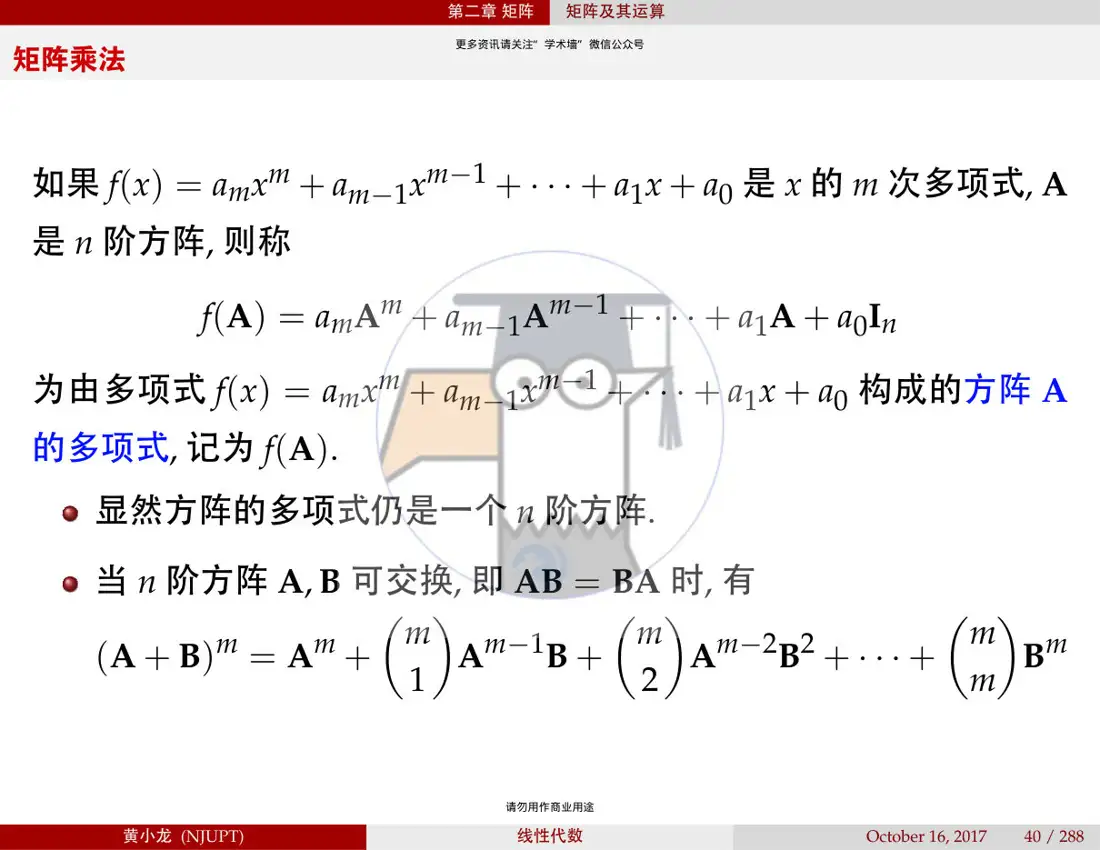 第二章 矩阵 矩阵及其运算
更多资讯请关注“学术墙”微信公众号
矩阵乘法
如果 f(x) = a_m x^m + a_{m−1} x^{m−1} + ··· + a_1 x + a_0 是 x 的 m 次多项式, A
是 n 阶方阵, 则称
f(A) = a_m A^m + a_{m−1} A^{m−1} + ··· + a_1 A + a_0 I_n
为由多项式 f(x) = a_m x^m + a_{m−1} x^{m−1} + ··· + a_1 x + a_0 构成的方阵 A
的多项式, 记为 f(A).
显然方阵的多项式仍是一个 n 阶方阵.
当 n 阶方阵 A, B 可交换, 即 AB = BA 时, 有
(A + B)^m = A^m + \binom{m}{1} A^{m−1} B + \binom{m}{2} A^{m−2} B^2 + ··· + \binom{m}{m} B^m
请勿用作商业用途
黄小龙 (NJUPT) 线性代数 October 16, 2017 40 / 288